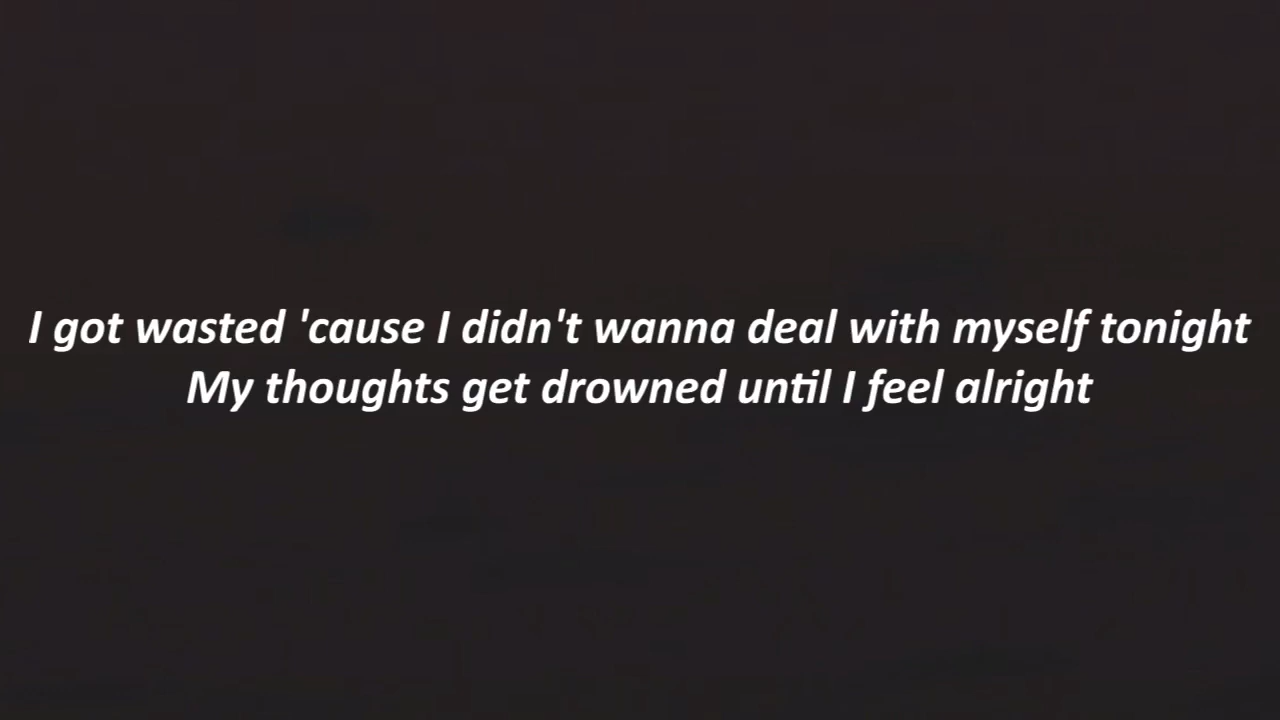 I got wasted 'cause I didn't wanna deal with myself tonight
My thoughts get drowned until I feel alright